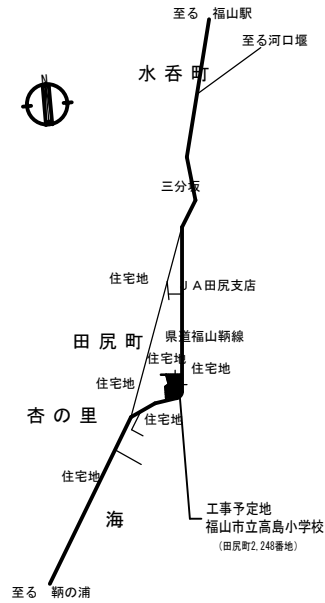 至る 福山駅
至る河口堰
水呑町
N
三分坂
住宅地
JA田尻支店
県道福山鞆線
田尻町
住宅地
住宅地
住宅地
杏の里
住宅地
住宅地
工事予定地
福山市立高島小学校
(田尻町2,248番地)
海
至る 鞆の浦